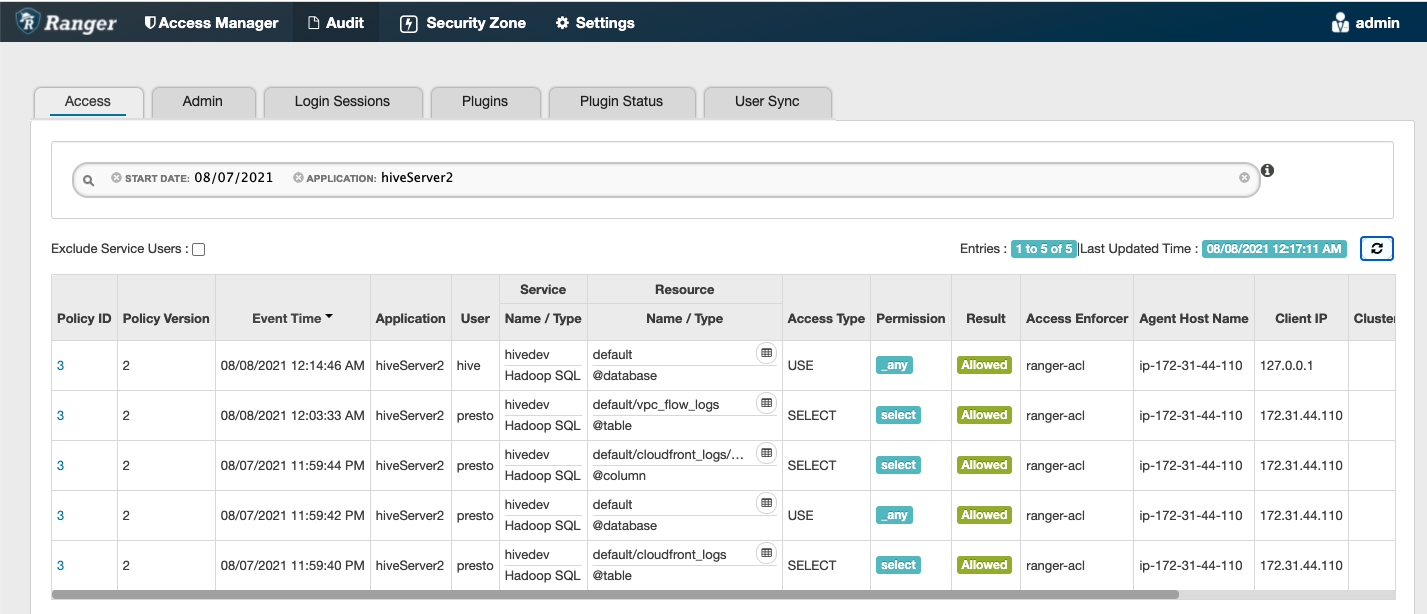 Ranger Access Manager Audit Security Zone Settings admin
Access Admin Login Sessions Plugins Plugin Status User Sync
START DATE: 08/07/2021 APPLICATION: hiveServer2
Exclude Service Users : Entries : 1 to 5 of 5 |Last Updated Time : 08/08/2021 12:17:11 AM
Service Resource
Policy ID Policy Version Event Time Application User Name / Type Name / Type Access Type Permission Result Access Enforcer Agent Host Name Client IP Cluster
3 2 08/08/2021 12:14:46 AM hiveServer2 hive hivedev default USE _any Allowed ranger-acl ip-172-31-44-110 127.0.0.1
Hadoop SQL @database
3 2 08/08/2021 12:03:33 AM hiveServer2 presto hivedev default/vpc_flow_logs SELECT select Allowed ranger-acl ip-172-31-44-110 172.31.44.110
Hadoop SQL @table
3 2 08/07/2021 11:59:44 PM hiveServer2 presto hivedev default/cloudfront_logs/... SELECT select Allowed ranger-acl ip-172-31-44-110 172.31.44.110
Hadoop SQL @column
3 2 08/07/2021 11:59:42 PM hiveServer2 presto hivedev default USE _any Allowed ranger-acl ip-172-31-44-110 172.31.44.110
Hadoop SQL @database
3 2 08/07/2021 11:59:40 PM hiveServer2 presto hivedev default/cloudfront_logs SELECT select Allowed ranger-acl ip-172-31-44-110 172.31.44.110
Hadoop SQL @table